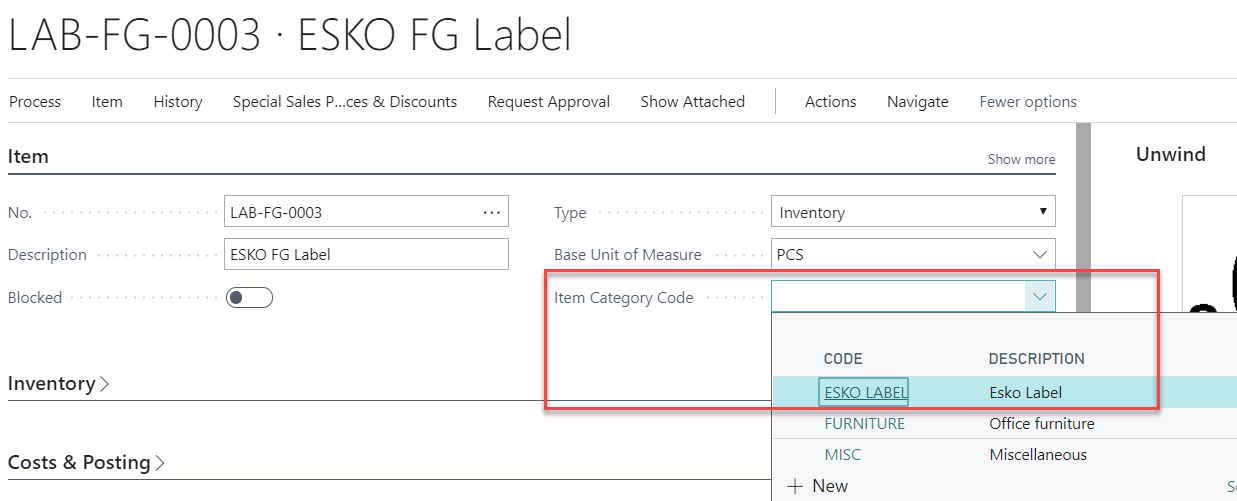 LAB-FG-0003 · ESKO FG Label
Process Item History Special Sales P...ces & Discounts Request Approval Show Attached Actions Navigate Fewer options
Item Show more Unwind
No. LAB-FG-0003 ··· Type Inventory
Description ESKO FG Label Base Unit of Measure PCS
Blocked Item Category Code
CODE DESCRIPTION
Inventory
ESKO LABEL Esko Label
FURNITURE Office furniture
Costs & Posting MISC Miscellaneous
+ New